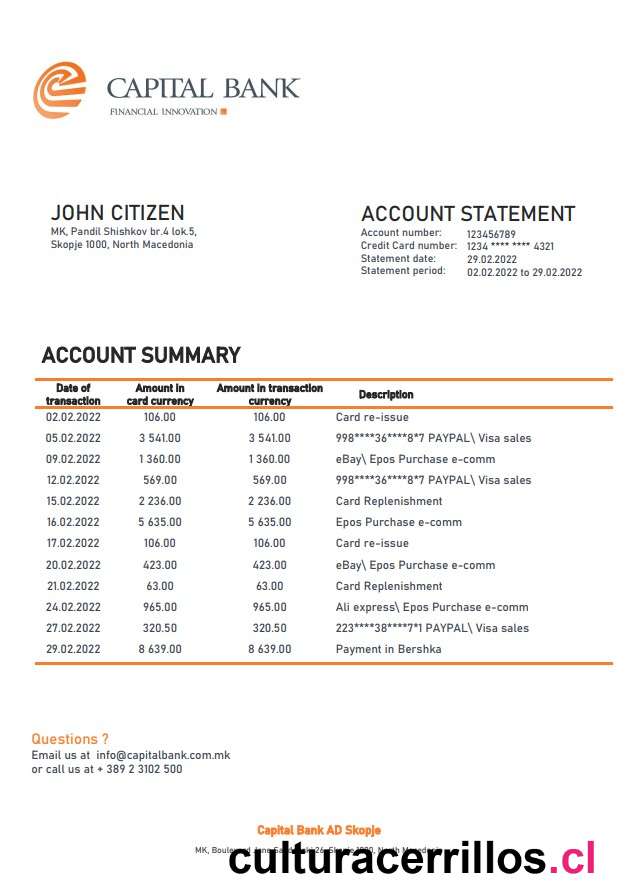 CAPITAL BANK
FINANCIAL INNOVATION
JOHN CITIZEN
MK, Pandil Shishkov br.4 lok.5,
Skopje 1000, North Macedonia
ACCOUNT STATEMENT
Account number: 123456789
Credit Card number: 1234 **** **** 4321
Statement date: 29.02.2022
Statement period: 02.02.2022 to 29.02.2022
ACCOUNT SUMMARY
Date of transaction Amount in card currency Amount in transaction currency Description
02.02.2022 106.00 106.00 Card re-issue
05.02.2022 3 541.00 3 541.00 998****36****8*7 PAYPAL\ Visa sales
09.02.2022 1 360.00 1 360.00 eBay\ Epos Purchase e-comm
12.02.2022 569.00 569.00 998****36****8*7 PAYPAL\ Visa sales
15.02.2022 2 236.00 2 236.00 Card Replenishment
16.02.2022 5 635.00 5 635.00 Epos Purchase e-comm
17.02.2022 106.00 106.00 Card re-issue
20.02.2022 423.00 423.00 eBay\ Epos Purchase e-comm
21.02.2022 63.00 63.00 Card Replenishment
24.02.2022 965.00 965.00 Ali express\ Epos Purchase e-comm
27.02.2022 320.50 320.50 223****38****7*1 PAYPAL\ Visa sales
29.02.2022 8 639.00 8 639.00 Payment in Bershka
Questions ?
Email us at info@capitalbank.com.mk
or call us at + 389 2 3102 500
Capital Bank AD Skopje
MK,
culturacerrillos.cl